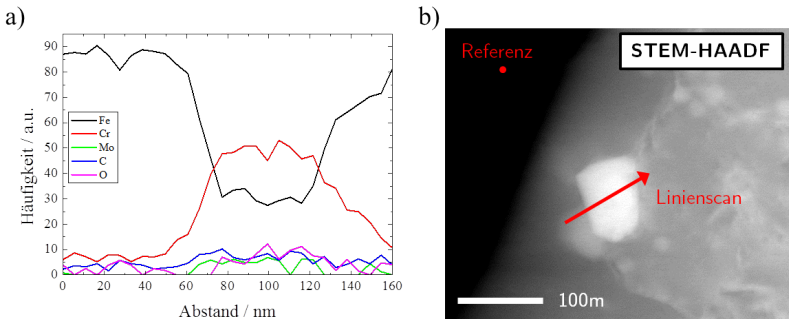 a)
90
80
70
60
50
40
30
20
10
0
Häufigkeit / a.u.
Fe
Cr
Mo
C
O
0 20 40 60 80 100 120 140 160
Abstand / nm
b)
Referenz
STEM-HAADF
Linienscan
100m